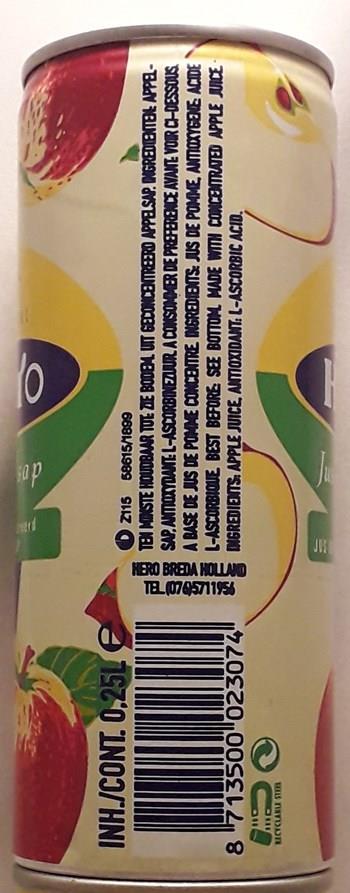 Z115 58615/1899
TEN MINSTE HOUDBAAR TOT: ZIE BODEM. UIT GECONCENTREERD APPELSAP. INGREDIENTEN: APPEL-
SAP, ANTIOXYDANT: L-ASCORBINEZUUR. A CONSOMMER DE PREFERENCE AVANT: VOIR CI-DESSOUS.
A BASE DE JUS DE POMME CONCENTRE. INGREDIENTS: JUS DE POMME, ANTIOXYGENE: ACIDE
L-ASCORBIQUE. BEST BEFORE: SEE BOTTOM. MADE WITH CONCENTRATED APPLE JUICE.
INGREDIENTS: APPLE JUICE, ANTIOXIDANT: L-ASCORBIC ACID.
HERO BREDA HOLLAND
TEL. (076)5711956
INH./CONT. 0,25L e
8 713500 023074
RECYCLABLE STEEL
sap
Ju
JUS